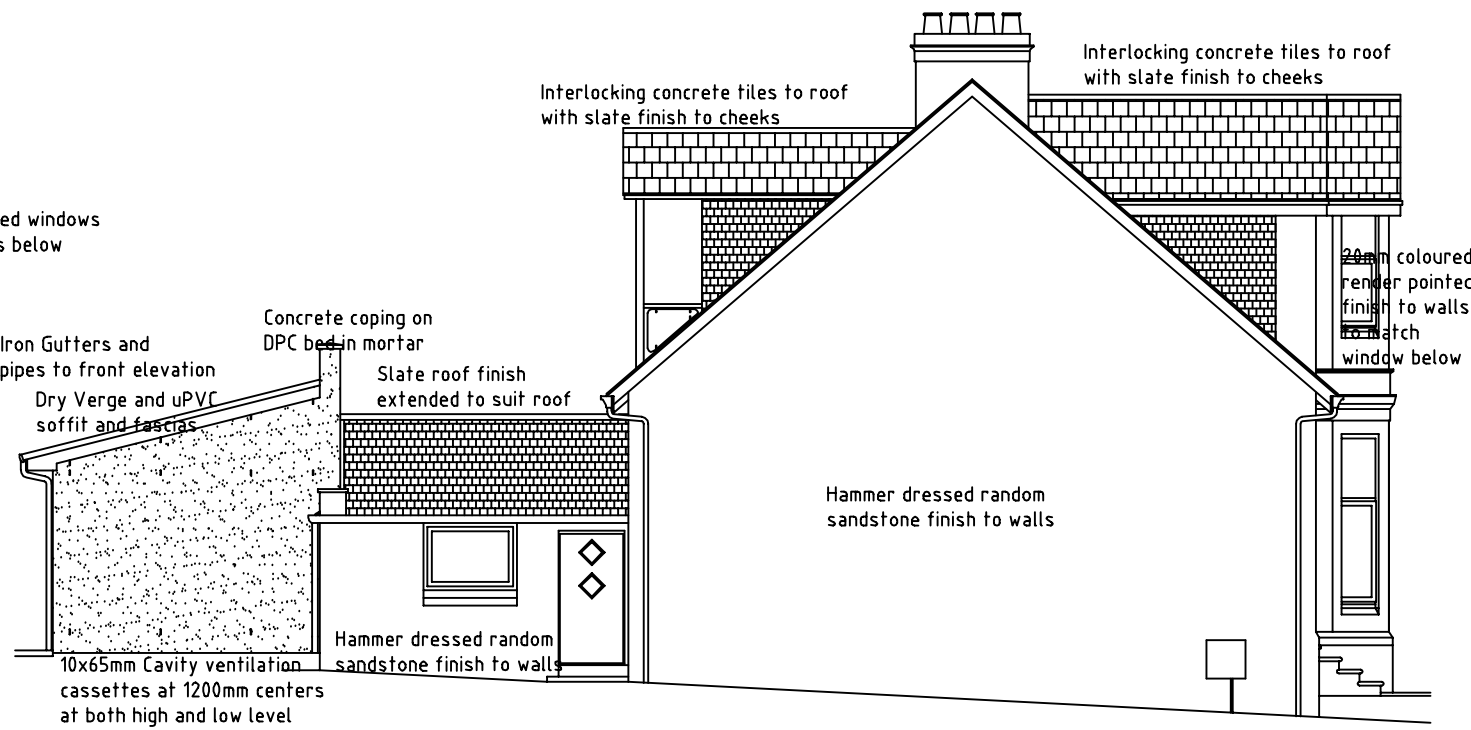 Interlocking concrete tiles to roof
with slate finish to cheeks
Interlocking concrete tiles to roof
with slate finish to cheeks
ed windows
s below
20mm coloured
render pointed
finish to walls
to match
window below
Concrete coping on
DPC bed in mortar
Iron Gutters and
pipes to front elevation
Slate roof finish
extended to suit roof
Dry Verge and uPVC
soffit and fascias
Hammer dressed random
sandstone finish to walls
Hammer dressed random
sandstone finish to walls
10x65mm Cavity ventilation
cassettes at 1200mm centers
at both high and low level